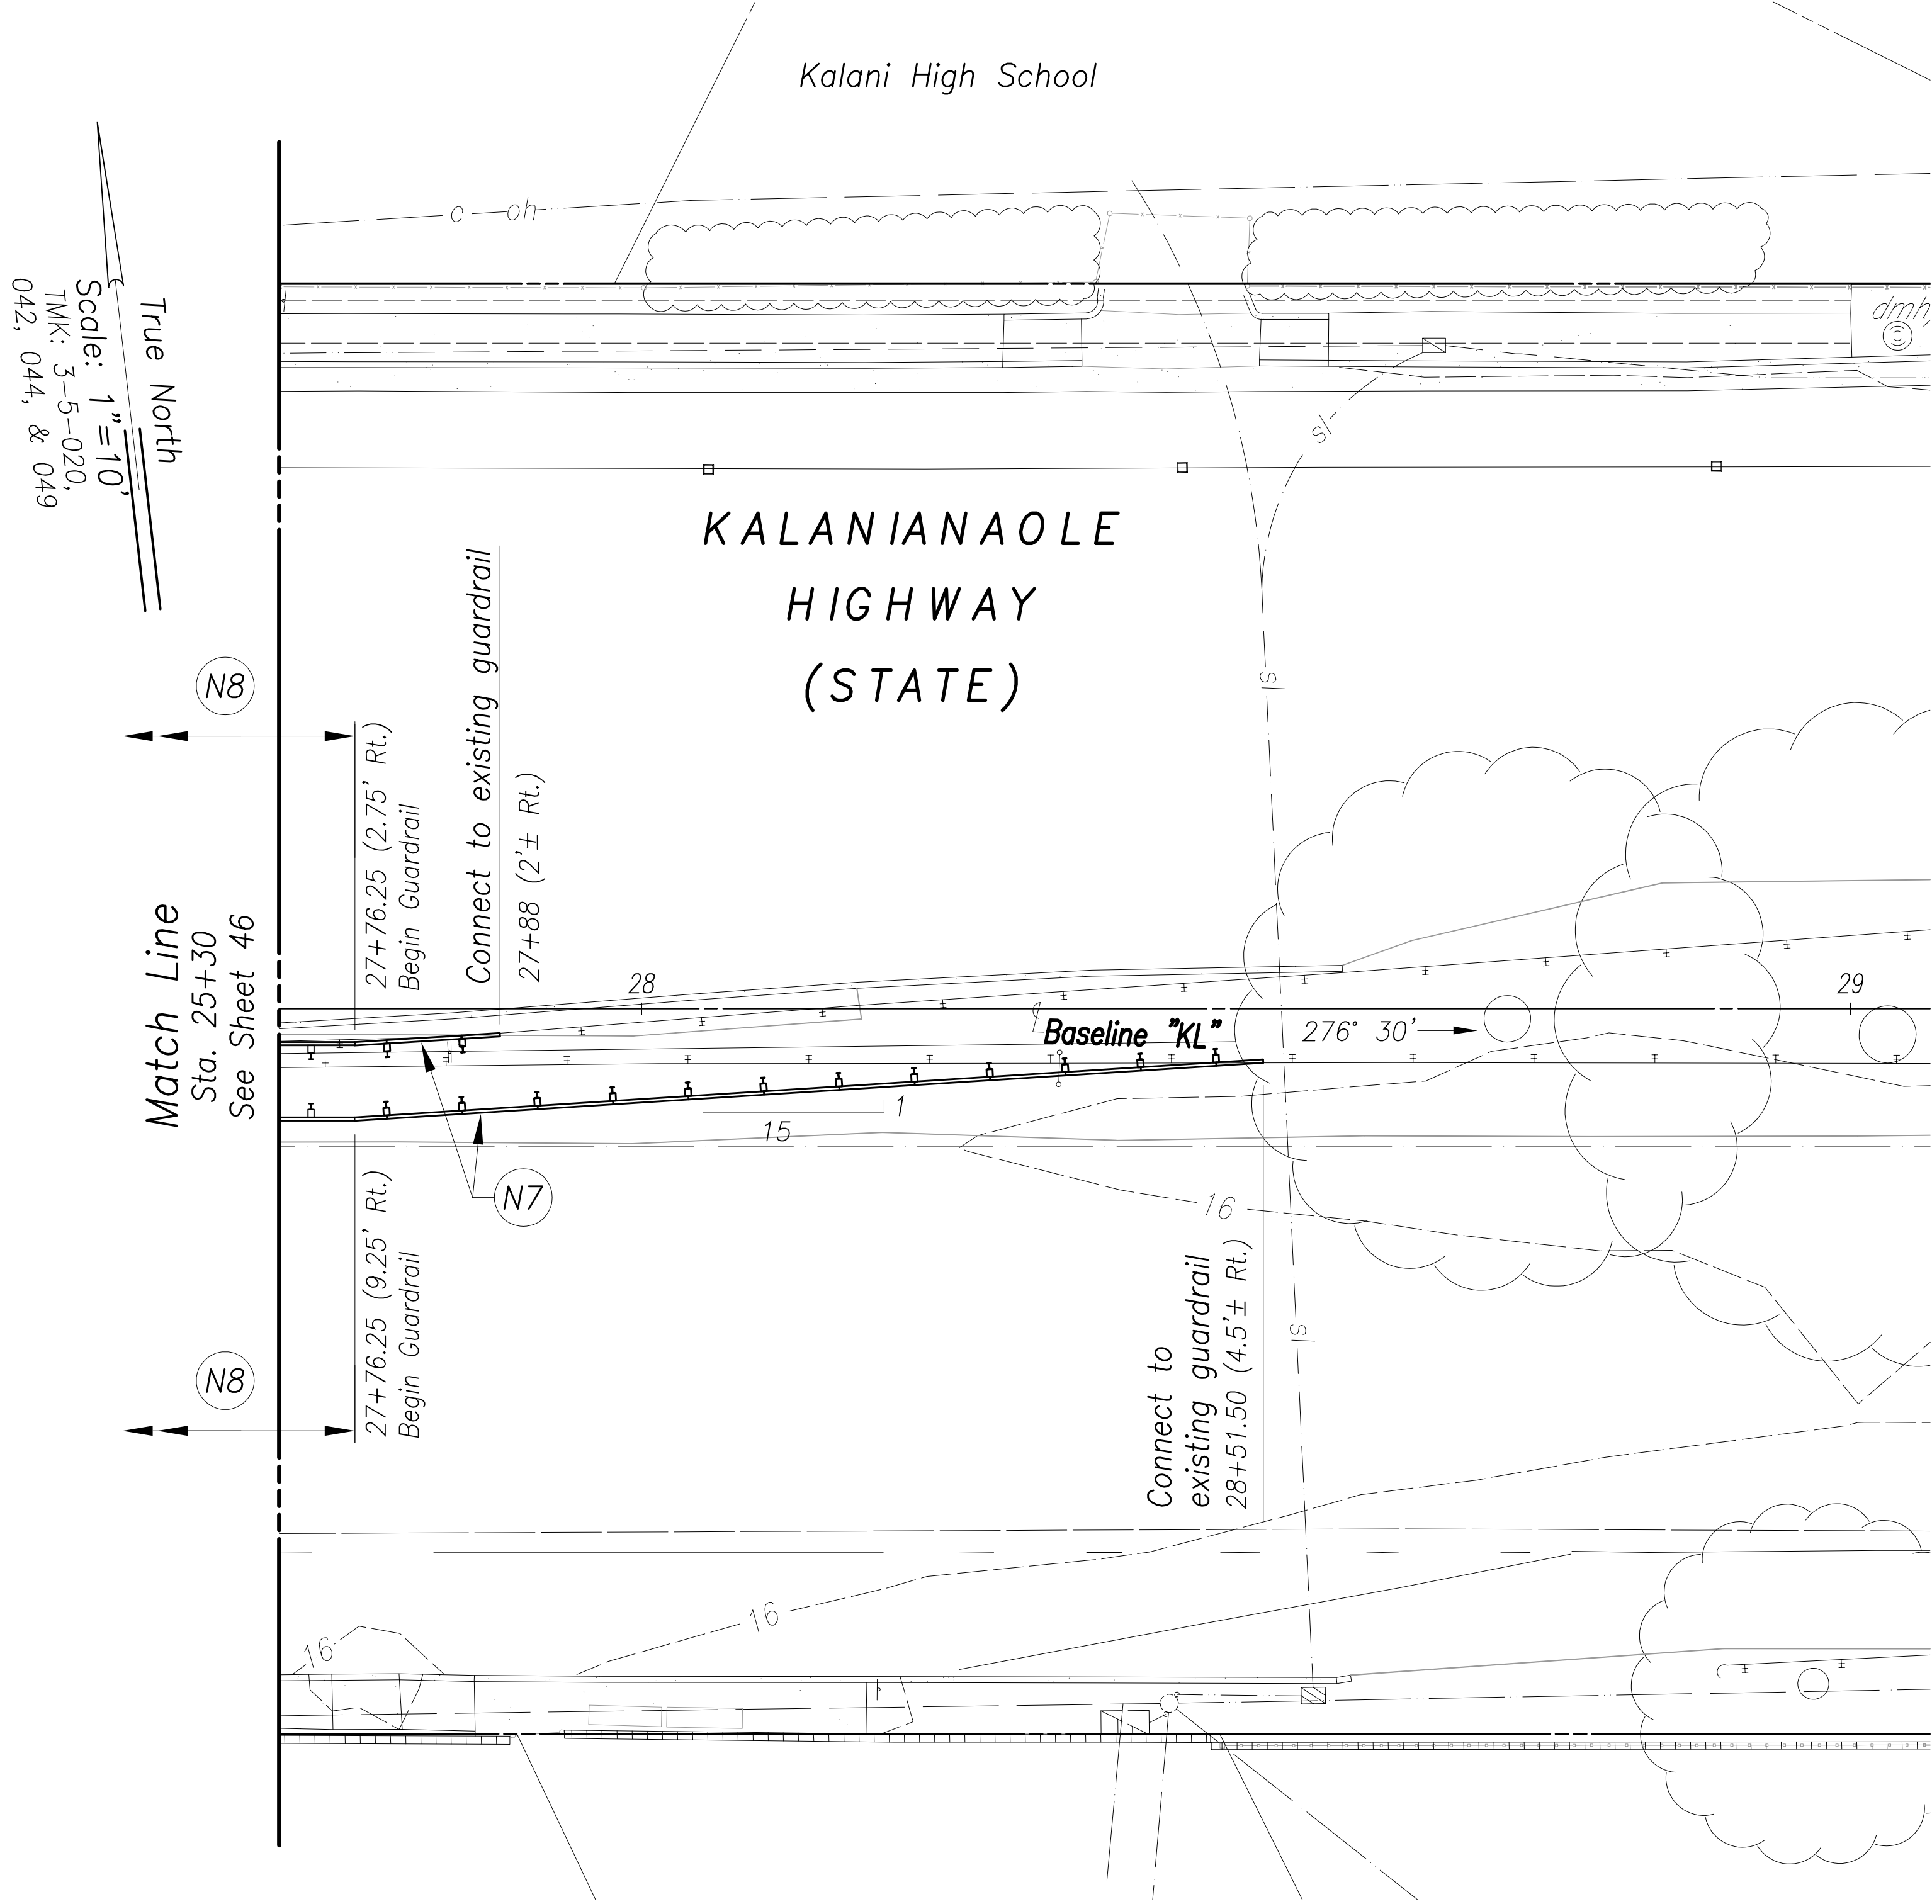 Kalani High School
e
oh
dmh
True North
Scale: 1"=10'
TMK: 3-5-020,
042, 044, & 049
sl
KALANIANAOLE
HIGHWAY
(STATE)
N8
27+76.25 (2.75' Rt.)
Begin Guardrail
Connect to existing guardrail
27+88 (2'± Rt.)
sl
Match Line
Sta. 25+30
See Sheet 46
28
29
Baseline "KL"
276° 30'
1
15
N7
16
N8
27+76.25 (9.25' Rt.)
Begin Guardrail
Connect to
existing guardrail
28+51.50 (4.5'± Rt.)
sl
16
16